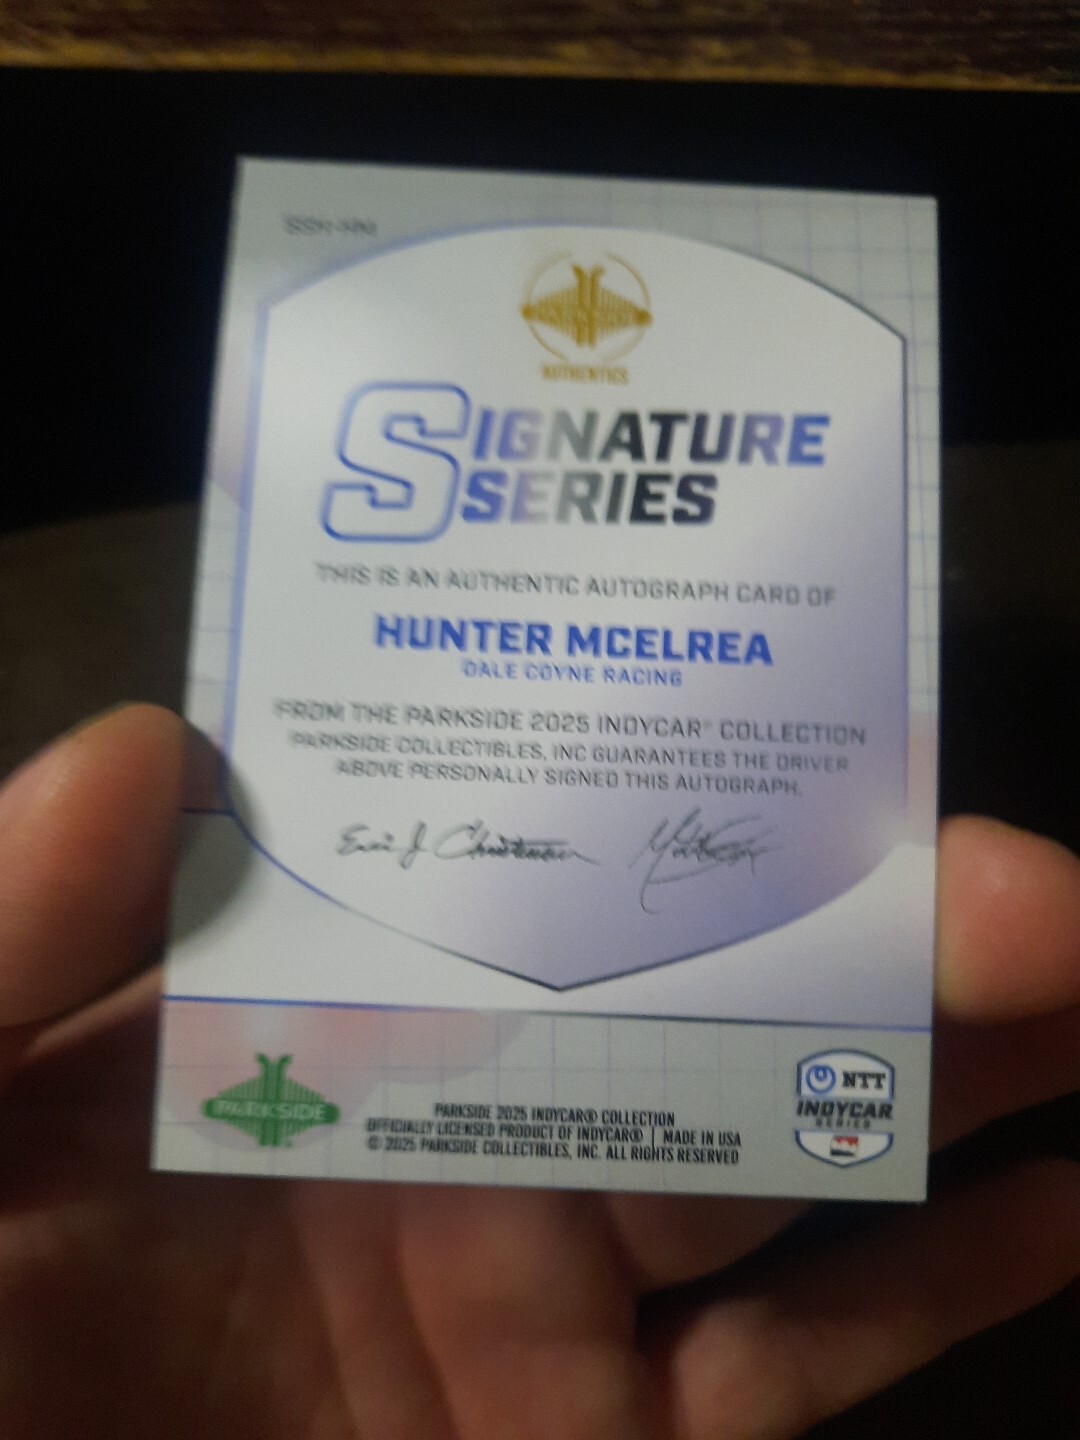 PARKSIDE
AUTHENTICS
SIGNATURE
SERIES
THIS IS AN AUTHENTIC AUTOGRAPH CARD OF
HUNTER MCELREA
DALE COYNE RACING
FROM THE PARKSIDE 2025 INDYCAR® COLLECTION
PARKSIDE COLLECTIBLES, INC GUARANTEES THE DRIVER
ABOVE PERSONALLY SIGNED THIS AUTOGRAPH.
PARKSIDE
PARKSIDE 2025 INDYCAR® COLLECTION
OFFICIALLY LICENSED PRODUCT OF INDYCAR® | MADE IN USA
© 2025 PARKSIDE COLLECTIBLES, INC. ALL RIGHTS RESERVED
NTT
INDYCAR
SERIES